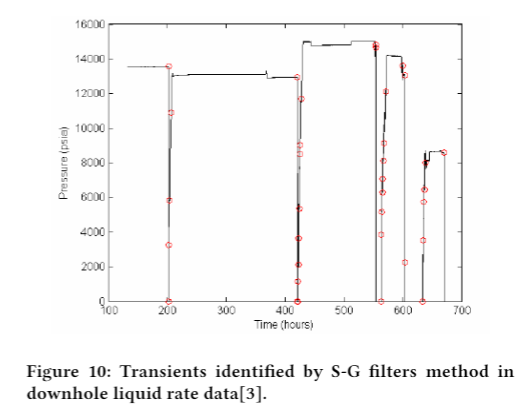 16000
14000
12000
10000
8000
6000
4000
2000
0
Pressure (psia)
100 200 300 400 500 600 700
Time (hours)
Figure 10: Transients identified by S-G filters method in
downhole liquid rate data[3].